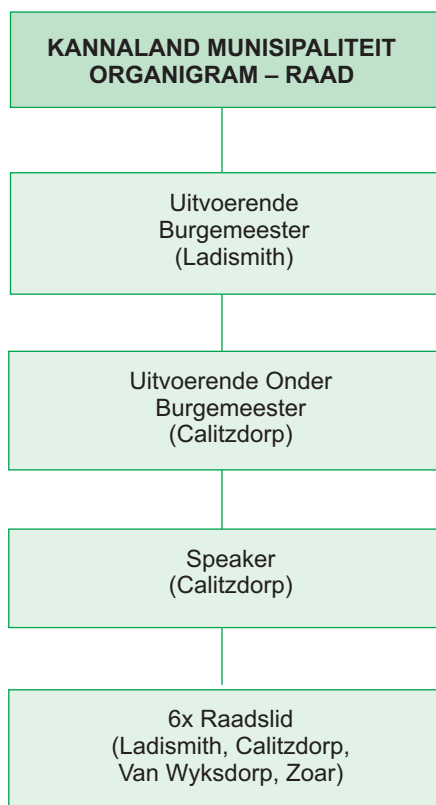 KANNALAND MUNISIPALITEIT
ORGANIGRAM – RAAD
Uitvoerende
Burgemeester
(Ladismith)
Uitvoerende Onder
Burgemeester
(Calitzdorp)
Speaker
(Calitzdorp)
6x Raadslid
(Ladismith, Calitzdorp,
Van Wyksdorp, Zoar)